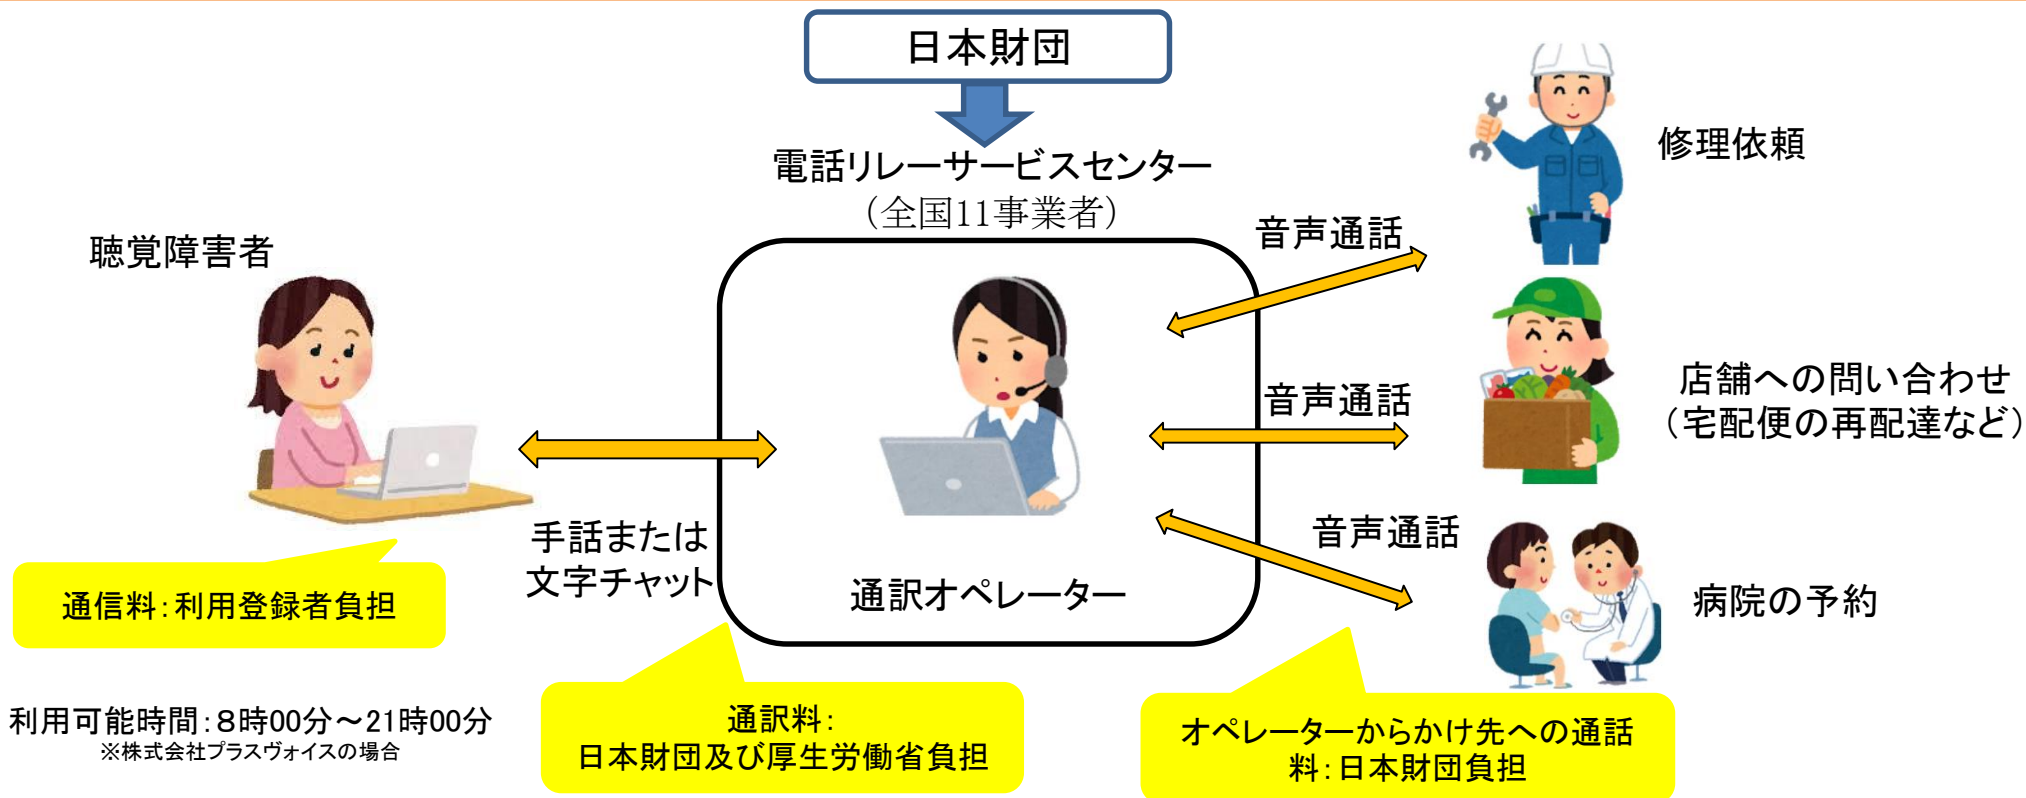 日本財団
電話リレーサービスセンター
（全国11事業者）
聴覚障害者
手話または
文字チャット
通訳オペレーター
音声通話
修理依頼
音声通話
店舗への問い合わせ
（宅配便の再配達など）
音声通話
病院の予約
通信料：利用登録者負担
通訳料：
日本財団及び厚生労働省負担
オペレーターからかけ先への通話
料：日本財団負担
利用可能時間：８時00分～21時00分
※株式会社プラスヴォイスの場合